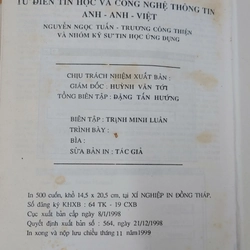 TỪ ĐIỂN TIN HỌC VÀ CÔNG NGHỆ THÔNG TIN
ANH - ANH - VIỆT
NGUYỄN NGỌC TUẤN - TRƯƠNG CÔNG THIỆN
VÀ NHÓM KỸ SƯ TIN HỌC ỨNG DỤNG
CHỊU TRÁCH NHIỆM XUẤT BẢN :
GIÁM ĐỐC : HUỲNH VĂN TỚI
TỔNG BIÊN TẬP : ĐẶNG TẤN HƯỚNG
BIÊN TẬP : TRỊNH MINH LUÂN
TRÌNH BÀY :
BÌA :
SỬA BẢN IN : TÁC GIẢ
In 500 cuốn, khổ 14,5 x 20,5 cm, tại XÍ NGHIỆP IN ĐỒNG THÁP.
Số đăng ký KHXB : 64 TK - 19 CXB
Cục xuất bản cấp ngày 8/1/1998
Quyết định xuất bản số : 564, ngày 21/12/1998
In xong và nộp lưu chiểu tháng 11 năm 1999